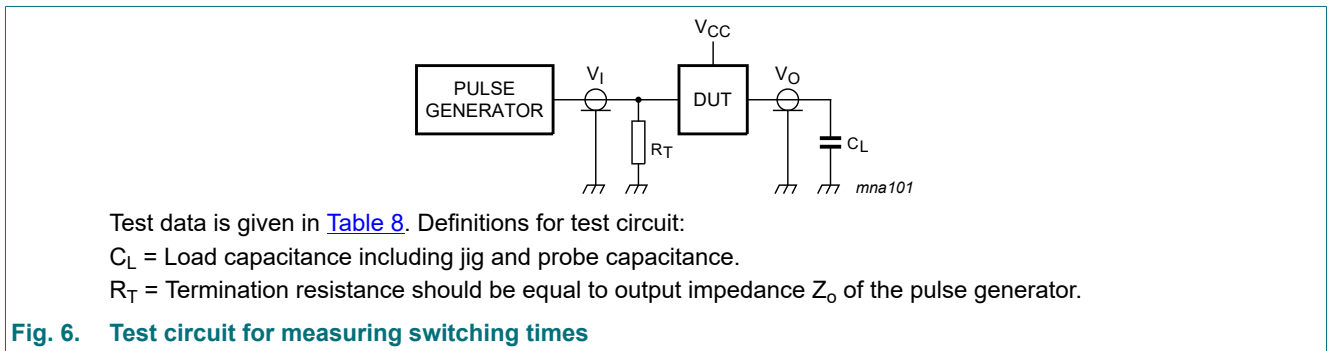 VCC
PULSE
GENERATOR
VI
DUT
VO
RT
CL
mna101
Test data is given in Table 8. Definitions for test circuit:
CL = Load capacitance including jig and probe capacitance.
RT = Termination resistance should be equal to output impedance Zo of the pulse generator.
Fig. 6. Test circuit for measuring switching times